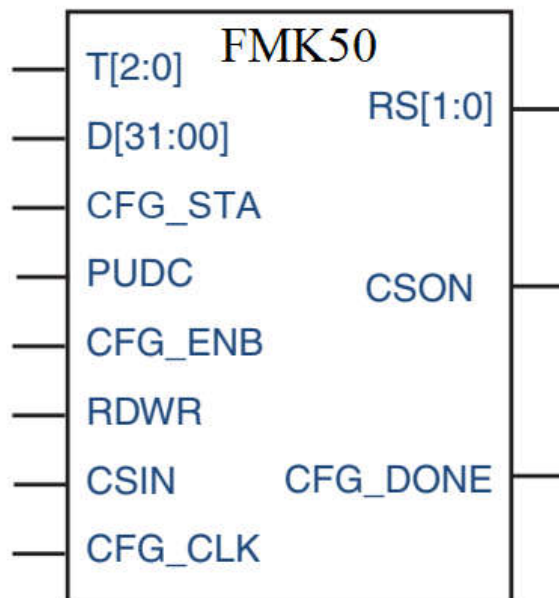 FMK50
T[2:0]
RS[1:0]
D[31:00]
CFG_STA
PUDC
CSON
CFG_ENB
RDWR
CSIN
CFG_DONE
CFG_CLK